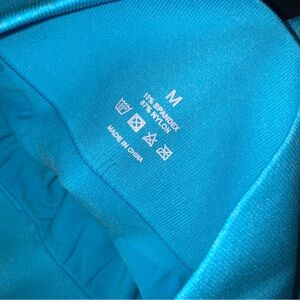 M
13% SPANDEX
87% NYLON
MADE IN CHINA